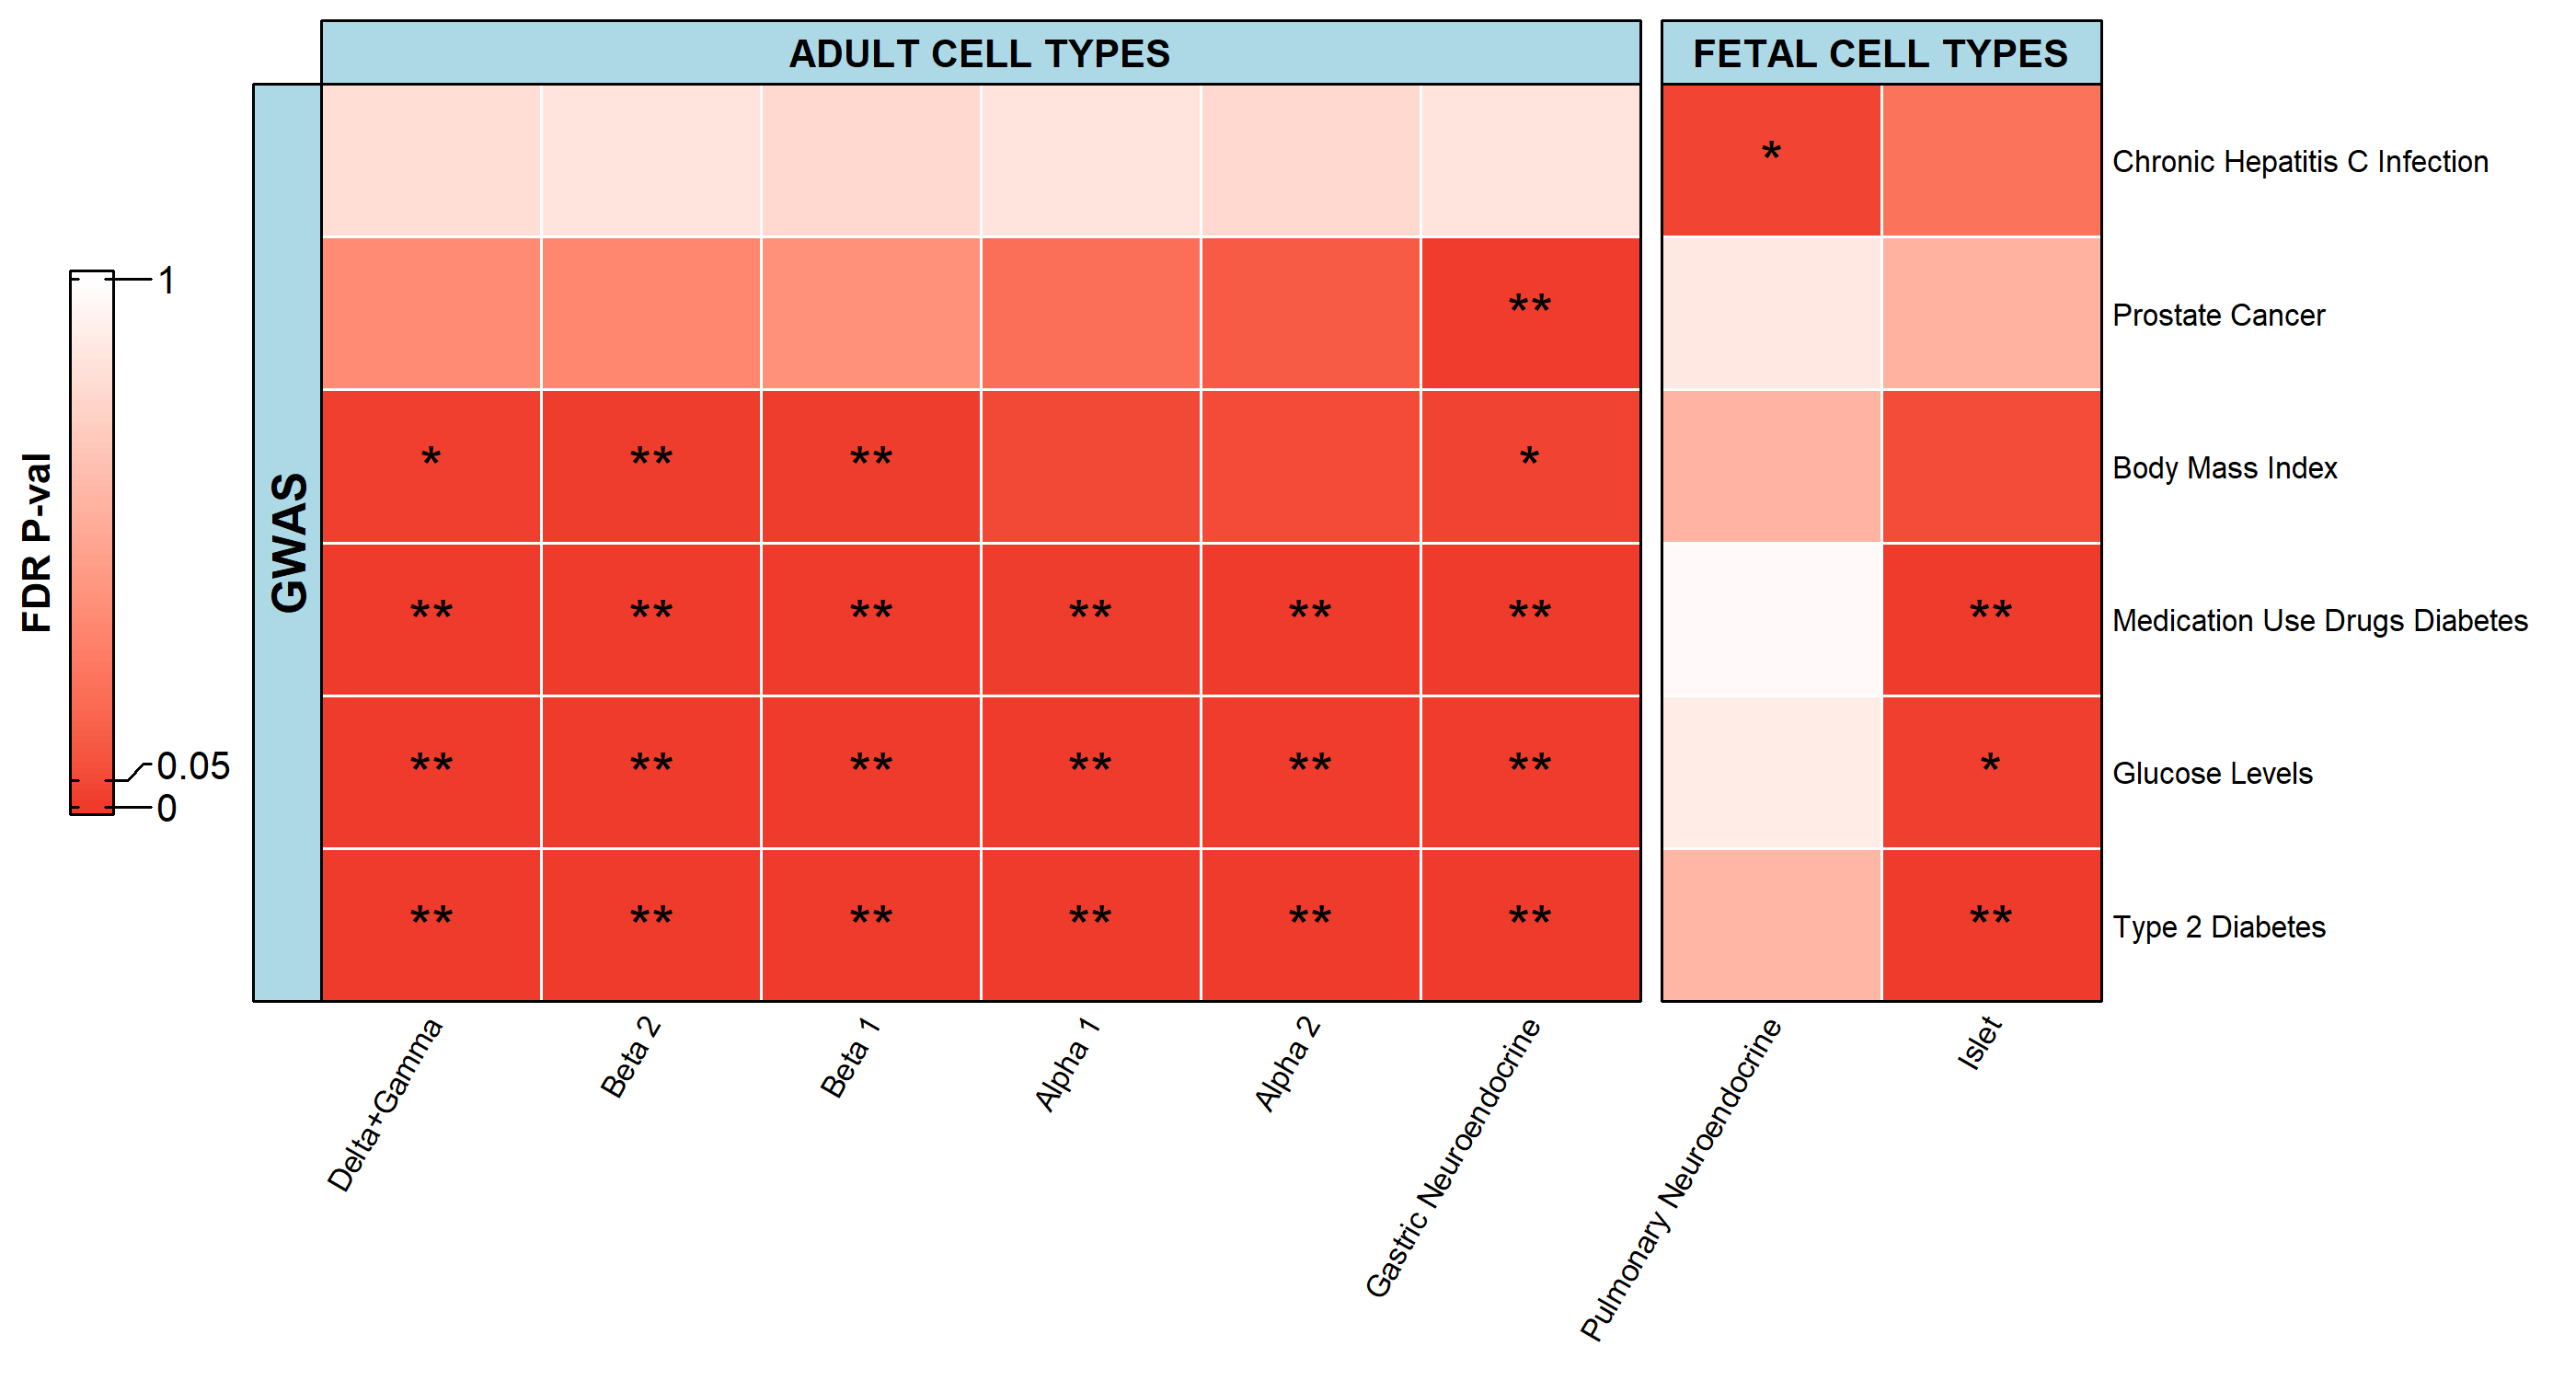 ADULT CELL TYPES
FETAL CELL TYPES
GWAS
FDR P-val
1
0.05
0
* Chronic Hepatitis C Infection
** Prostate Cancer
* ** ** * Body Mass Index
** ** ** ** ** ** ** Medication Use Drugs Diabetes
** ** ** ** ** ** * Glucose Levels
** ** ** ** ** ** ** Type 2 Diabetes
Delta+Gamma
Beta 2
Beta 1
Alpha 1
Alpha 2
Gastric Neuroendocrine
Pulmonary Neuroendocrine
Islet